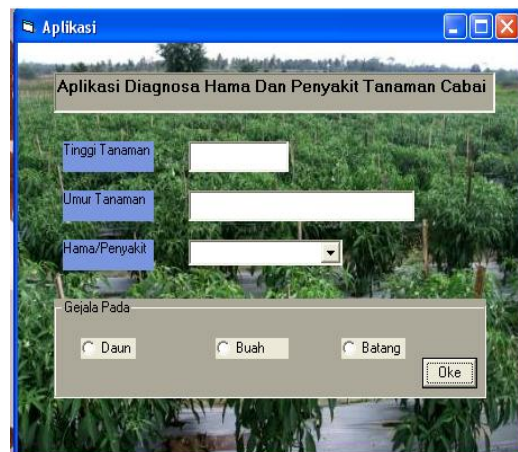 Aplikasi
Aplikasi Diagnosa Hama Dan Penyakit Tanaman Cabai
Tinggi Tanaman
Umur Tanaman
Hama/Penyakit
Gejala Pada
Daun Buah Batang
Oke